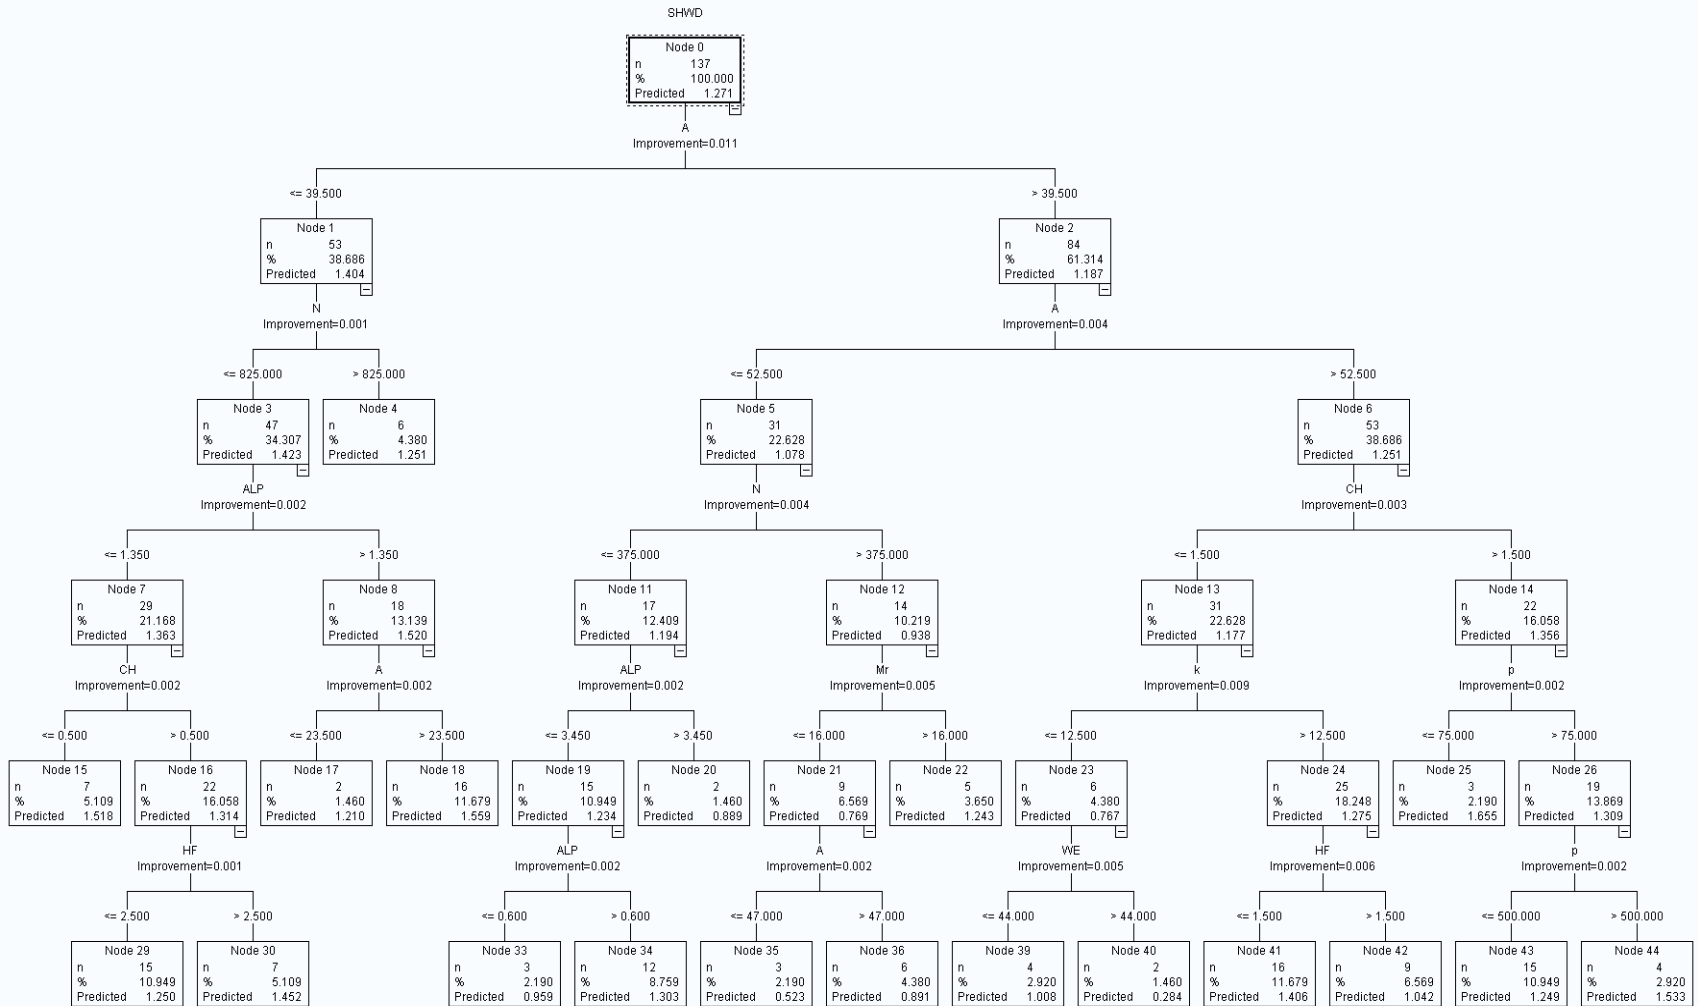 SHWD
Node 0
n 137
% 100.000
Predicted 1.271
A
Improvement=0.011
<= 39.500 > 39.500
Node 1
n 53
% 38.686
Predicted 1.404
Node 2
n 84
% 61.314
Predicted 1.187
N
Improvement=0.001
A
Improvement=0.004
<= 825.000 > 825.000 <= 52.500 > 52.500
Node 3
n 47
% 34.307
Predicted 1.423
Node 4
n 6
% 4.380
Predicted 1.251
Node 5
n 31
% 22.628
Predicted 1.078
Node 6
n 53
% 38.686
Predicted 1.251
ALP
Improvement=0.002
N
Improvement=0.004
CH
Improvement=0.003
<= 1.350 > 1.350 <= 375.000 > 375.000 <= 1.500 > 1.500
Node 7
n 29
% 21.168
Predicted 1.363
Node 8
n 18
% 13.139
Predicted 1.520
Node 11
n 17
% 12.409
Predicted 1.194
Node 12
n 14
% 10.219
Predicted 0.938
Node 13
n 31
% 22.628
Predicted 1.177
Node 14
n 22
% 16.058
Predicted 1.356
CH
Improvement=0.002
A
Improvement=0.002
ALP
Improvement=0.002
Mr
Improvement=0.005
k
Improvement=0.009
p
Improvement=0.002
<= 0.500 > 0.500 <= 23.500 > 23.500 <= 3.450 > 3.450 <= 16.000 > 16.000 <= 12.500 > 12.500 <= 75.000 > 75.000
Node 15
n 7
% 5.109
Predicted 1.518
Node 16
n 22
% 16.058
Predicted 1.314
Node 17
n 2
% 1.460
Predicted 1.210
Node 18
n 16
% 11.679
Predicted 1.559
Node 19
n 15
% 10.949
Predicted 1.234
Node 20
n 2
% 1.460
Predicted 0.889
Node 21
n 9
% 6.569
Predicted 0.769
Node 22
n 5
% 3.650
Predicted 1.243
Node 23
n 6
% 4.380
Predicted 0.767
Node 24
n 25
% 18.248
Predicted 1.275
Node 25
n 3
% 2.190
Predicted 1.655
Node 26
n 19
% 13.869
Predicted 1.309
HF
Improvement=0.001
ALP
Improvement=0.002
A
Improvement=0.002
WE
Improvement=0.005
HF
Improvement=0.006
p
Improvement=0.002
<= 2.500 > 2.500 <= 0.600 > 0.600 <= 47.000 > 47.000 <= 44.000 > 44.000 <= 1.500 > 1.500 <= 500.000 > 500.000
Node 29
n 15
% 10.949
Predicted 1.250
Node 30
n 7
% 5.109
Predicted 1.452
Node 33
n 3
% 2.190
Predicted 0.959
Node 34
n 12
% 8.759
Predicted 1.303
Node 35
n 3
% 2.190
Predicted 0.523
Node 36
n 6
% 4.380
Predicted 0.891
Node 39
n 4
% 2.920
Predicted 1.008
Node 40
n 2
% 1.460
Predicted 0.284
Node 41
n 16
% 11.679
Predicted 1.406
Node 42
n 9
% 6.569
Predicted 1.042
Node 43
n 15
% 10.949
Predicted 1.249
Node 44
n 4
% 2.920
Predicted 1.533